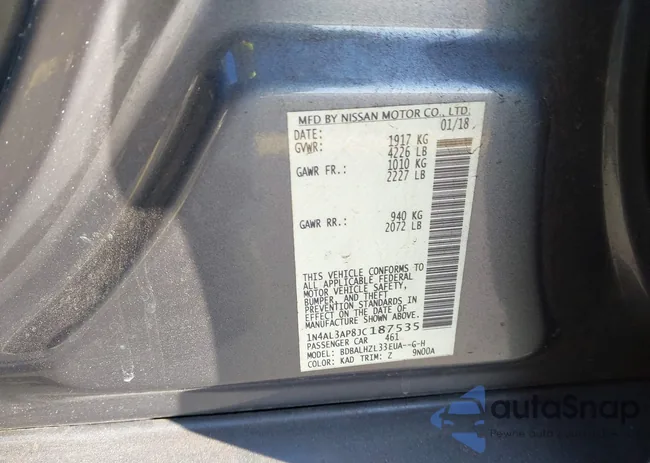 MFD BY NISSAN MOTOR CO., LTD.
DATE: 01/18
GVWR: 1917 KG
4226 LB
GAWR FR.: 1010 KG
2227 LB
GAWR RR.: 940 KG
2072 LB
THIS VEHICLE CONFORMS TO
ALL APPLICABLE FEDERAL
MOTOR VEHICLE SAFETY,
BUMPER, AND THEFT
PREVENTION STANDARDS IN
EFFECT ON THE DATE OF
MANUFACTURE SHOWN ABOVE.
1N4AL3AP8JC187535
PASSENGER CAR 461
MODEL: BDBALHZL33EUA--G-H
COLOR: KAD TRIM: Z 9N00A
autoSnap